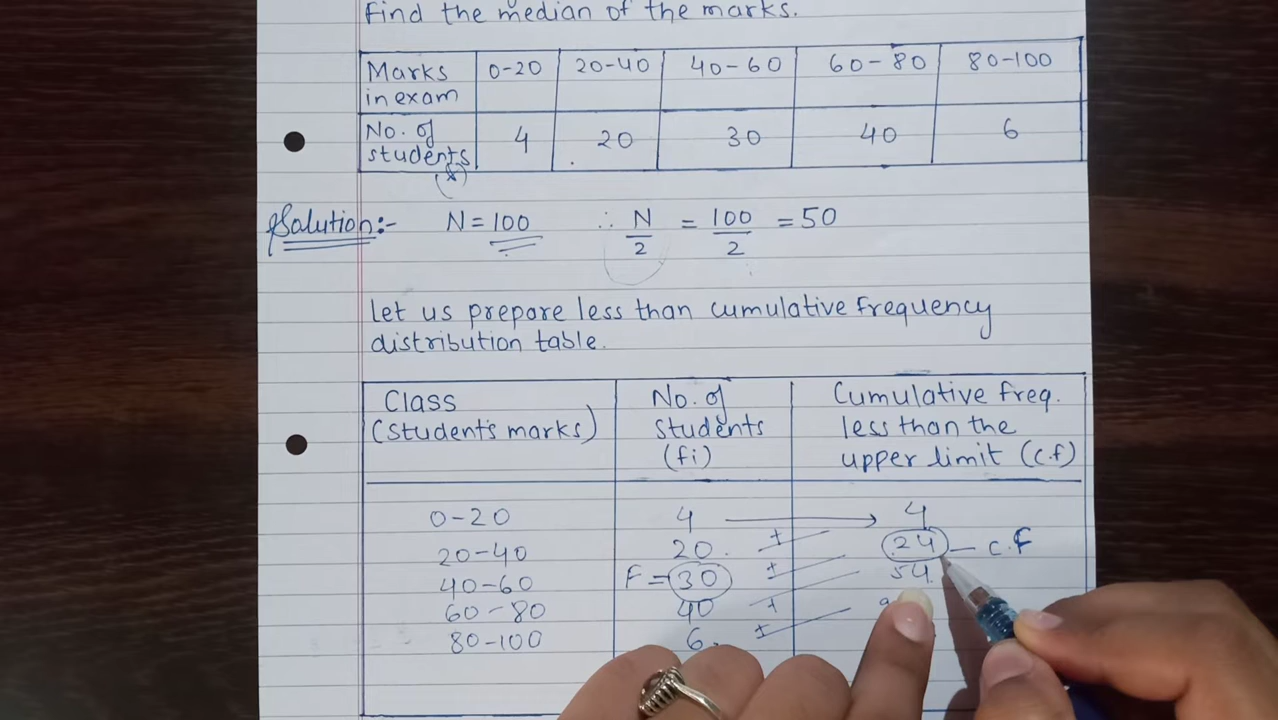 Find the median of the marks.
Marks in exam 0-20 20-40 40-60 60-80 80-100
No. of students 4 20 30 40 6
Solution:- N = 100 ∴ N/2 = 100/2 = 50
Let us prepare less than cumulative frequency
distribution table.
Class (Student's marks) No. of students (fi) Cumulative freq. less than the upper limit (c.f)
0-20 4 4
20-40 20 + 24 - c.F
40-60 F = 30 + 54
60-80 40 +
80-100 6 +